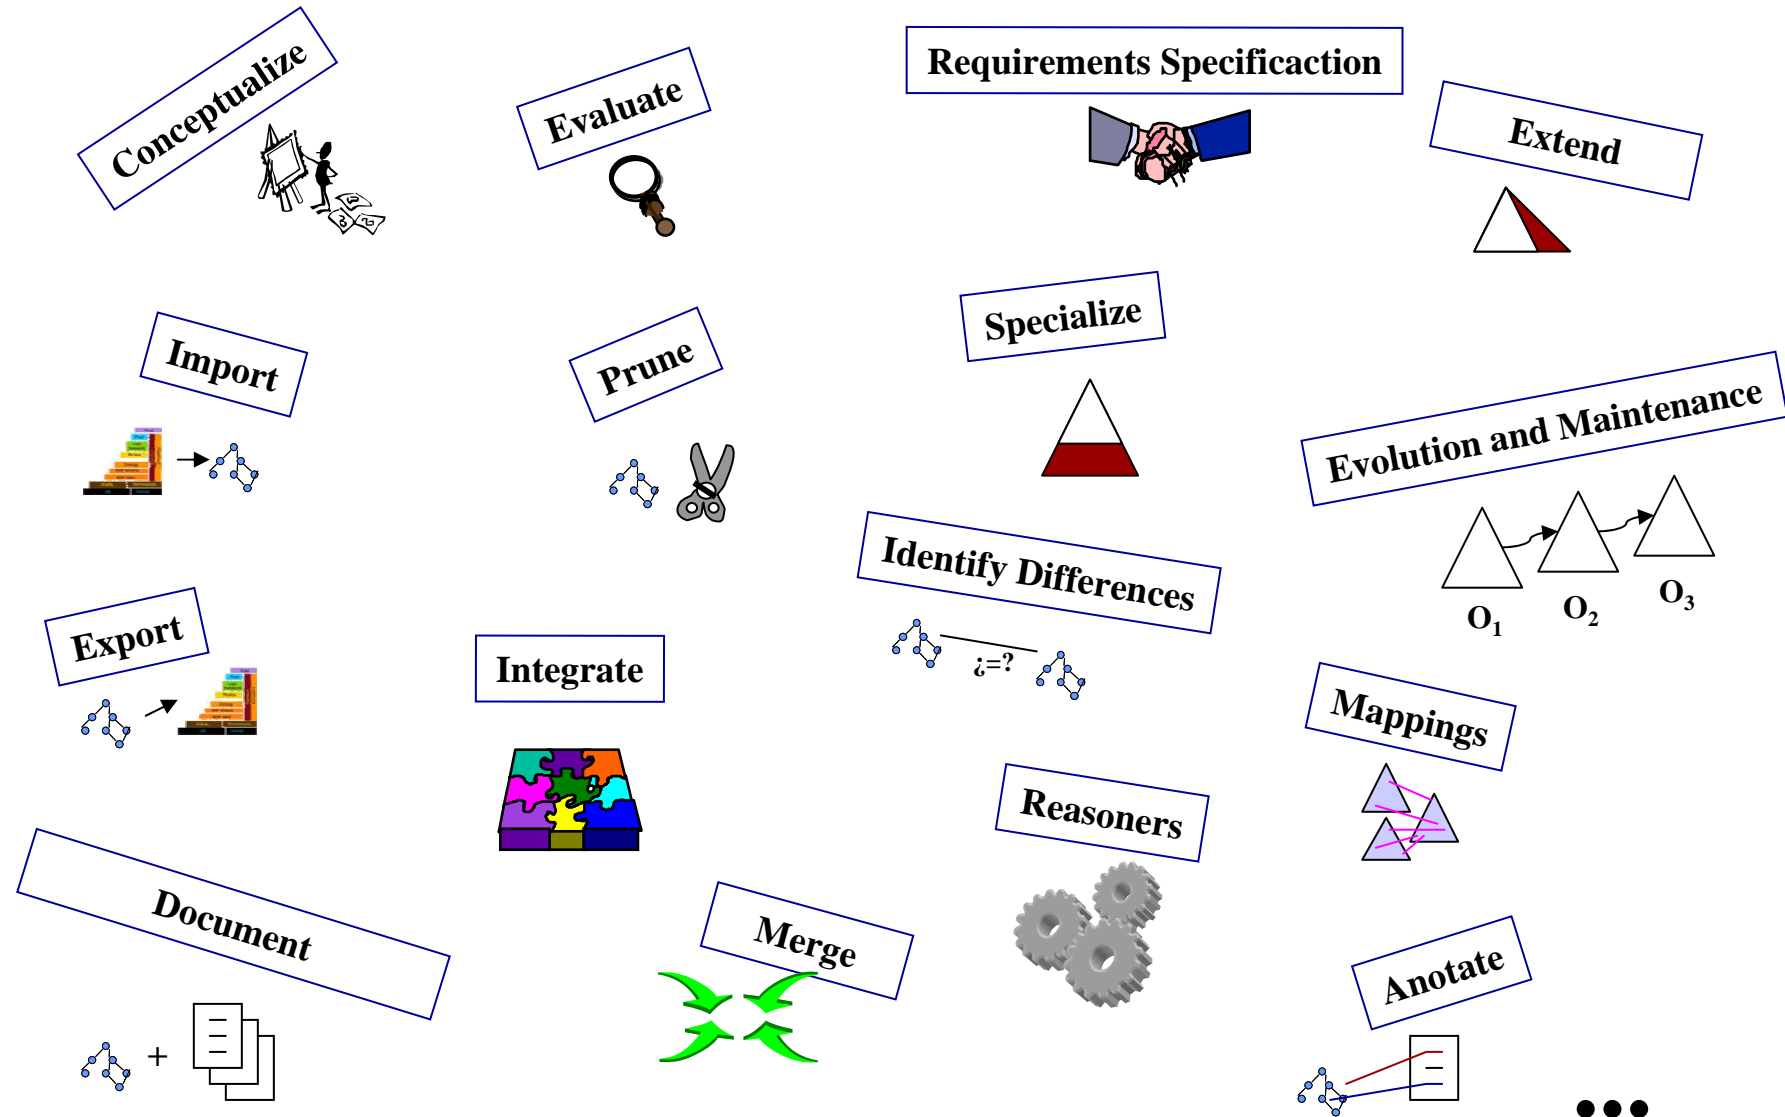 Conceptualize
Evaluate
Requirements Specificaction
Extend
Import
Prune
Specialize
Evolution and Maintenance
O1
O2
O3
Identify Differences
¿=?
Export
Integrate
Mappings
Reasoners
Document
+
Merge
Anotate
•••